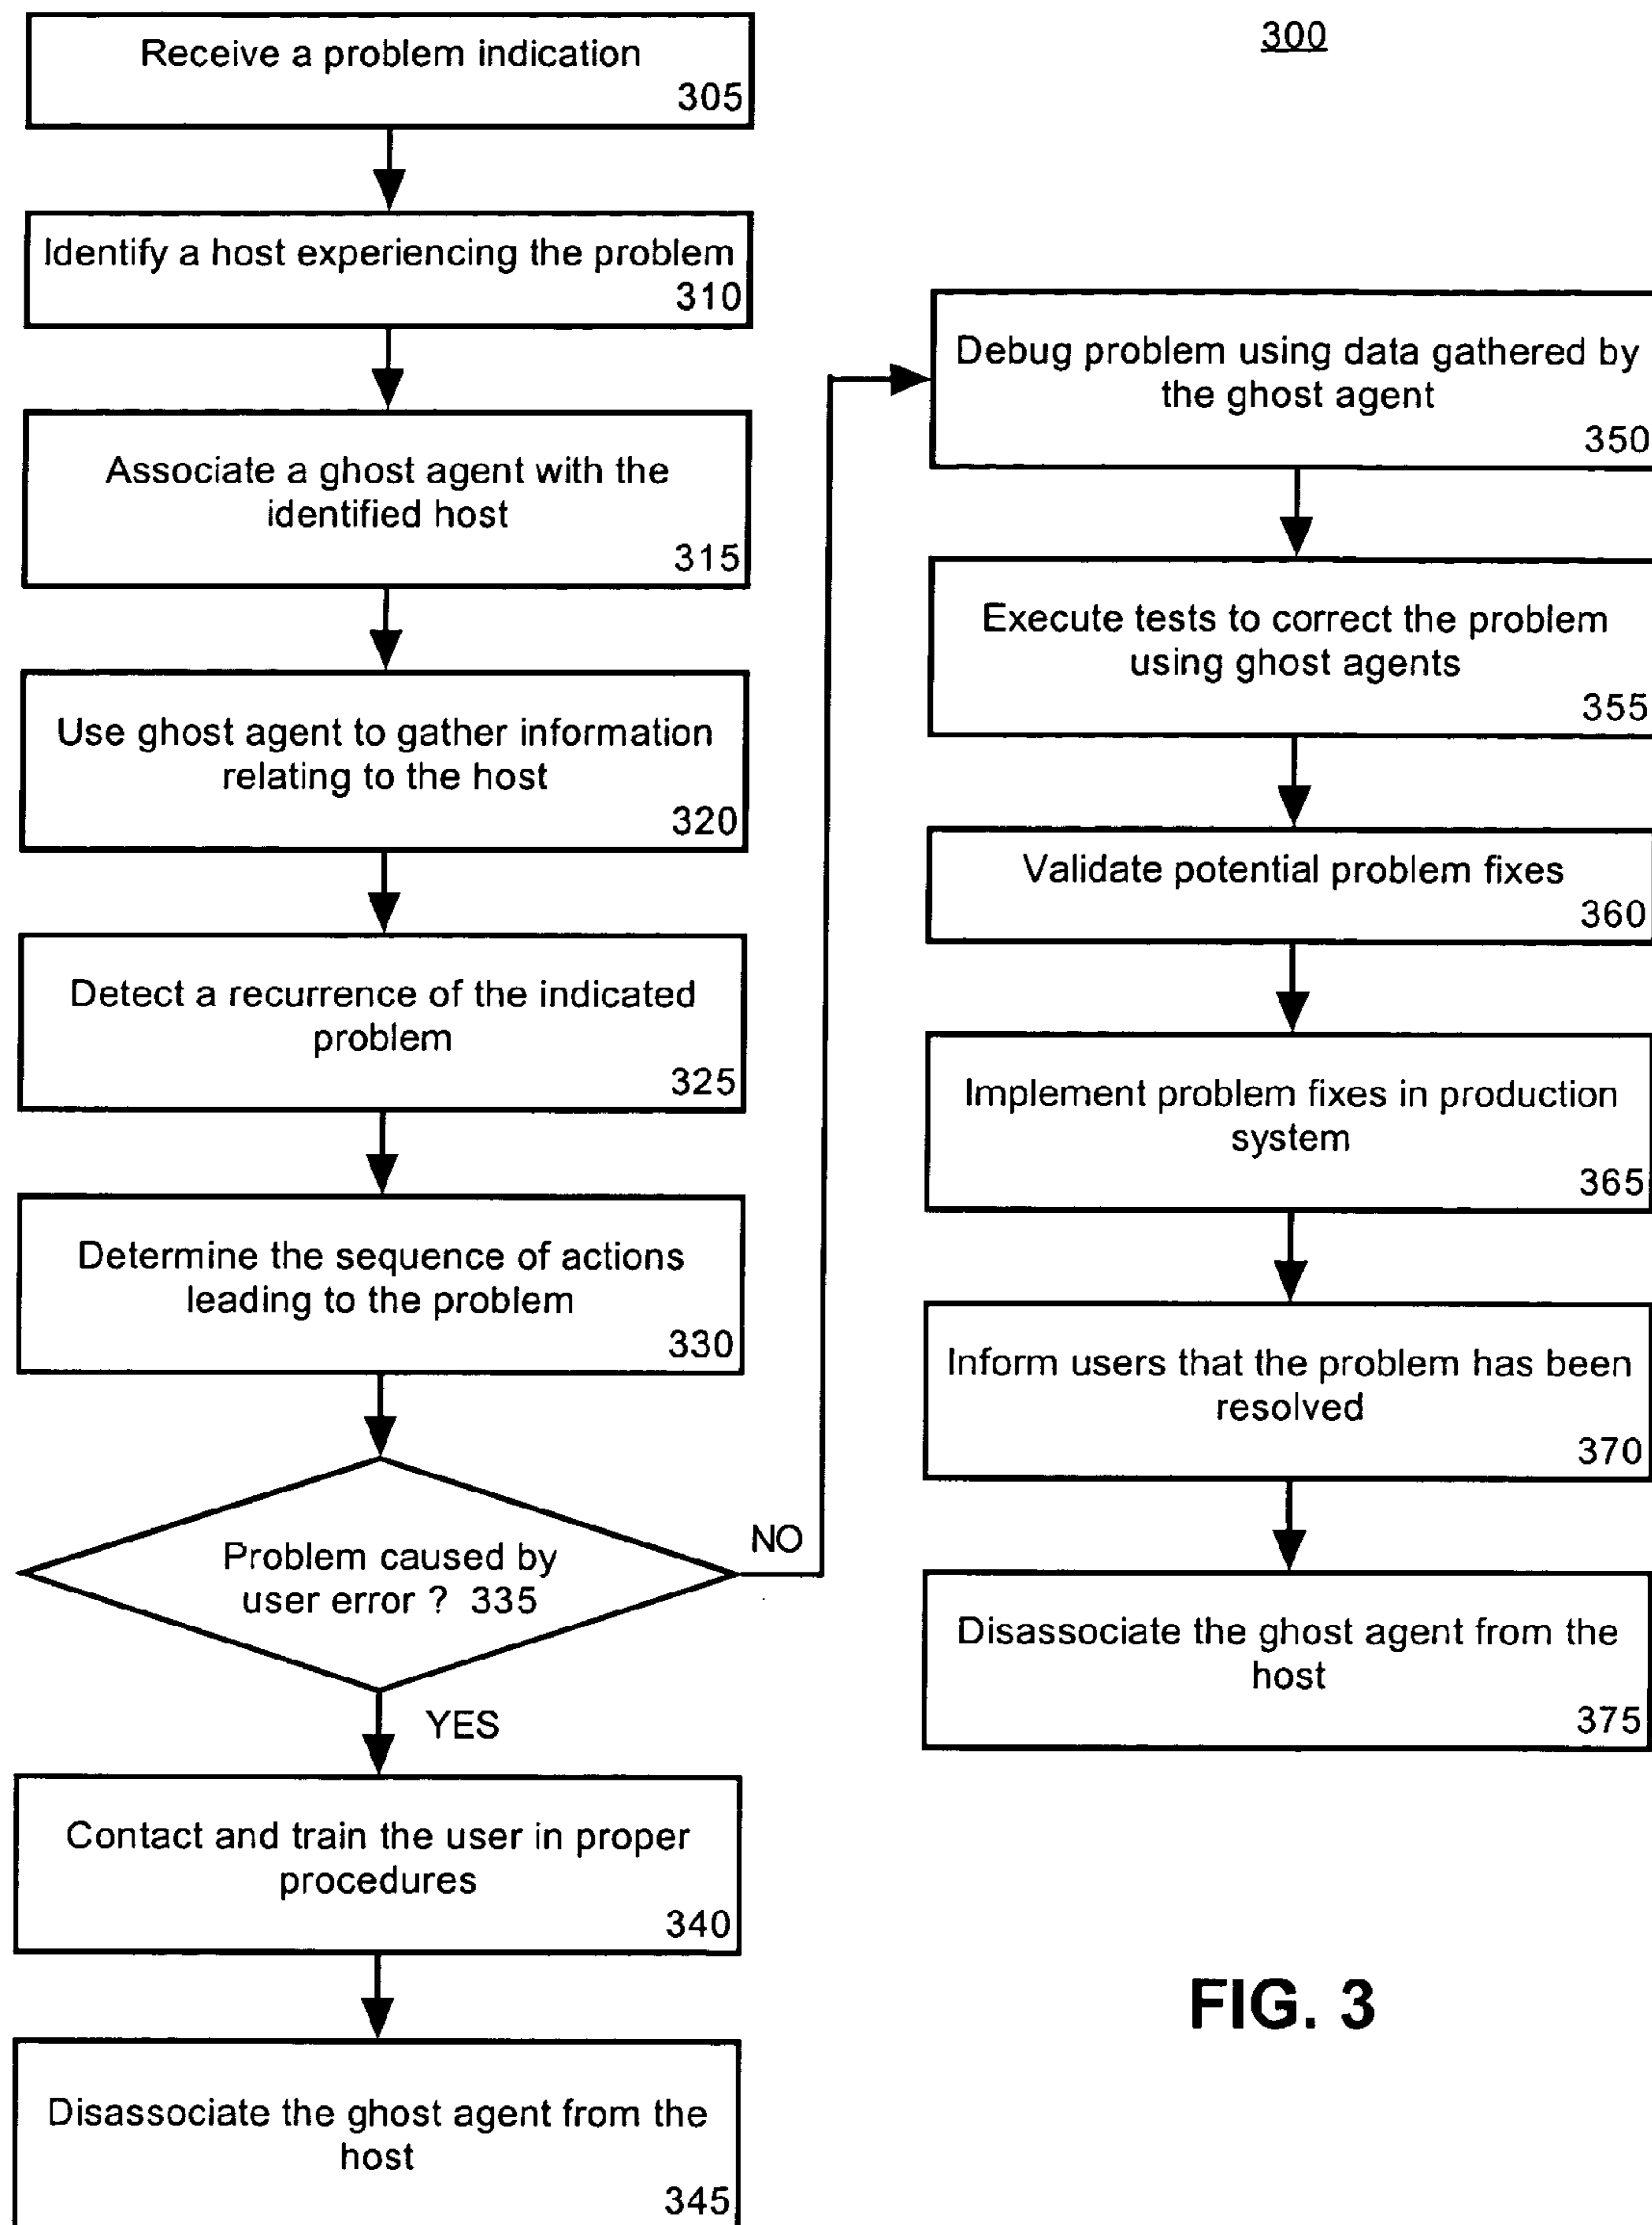 Receive a problem indication
305
Identify a host experiencing the problem
310
Associate a ghost agent with the
identified host
315
Use ghost agent to gather information
relating to the host
320
Detect a recurrence of the indicated
problem
325
Determine the sequence of actions
leading to the problem
330
Problem caused by
user error ? 335
NO
YES
Contact and train the user in proper
procedures
340
Disassociate the ghost agent from the
host
345
300
Debug problem using data gathered by
the ghost agent
350
Execute tests to correct the problem
using ghost agents
355
Validate potential problem fixes
360
Implement problem fixes in production
system
365
Inform users that the problem has been
resolved
370
Disassociate the ghost agent from the
host
375
FIG. 3